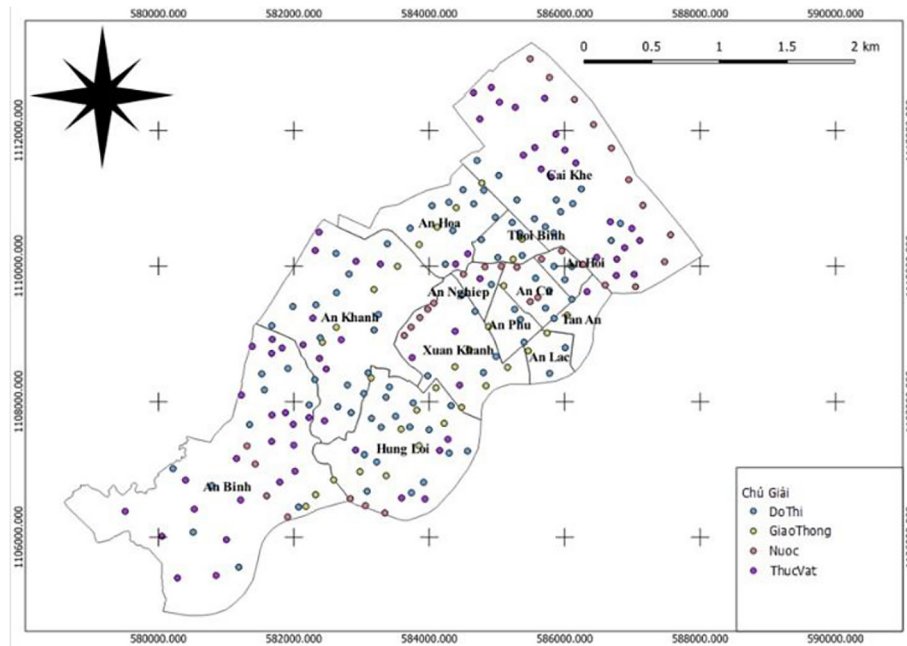 580000.000 582000.000 584000.000 586000.000 588000.000 590000.000
0 0.5 1 1.5 2 km
1112000.000
Cai Khe
An Hoa
Thoi Binh
1110000.000
An Hoi
An Nghiep
An Cu
An Khanh
An Phu
Tan An
Xuan Khanh
An Lac
1108000.000
Hung Loi
An Binh
Chú Giải
DoThi
GiaoThong
Nuoc
ThucVat
1106000.000
580000.000 582000.000 584000.000 586000.000 588000.000 590000.000